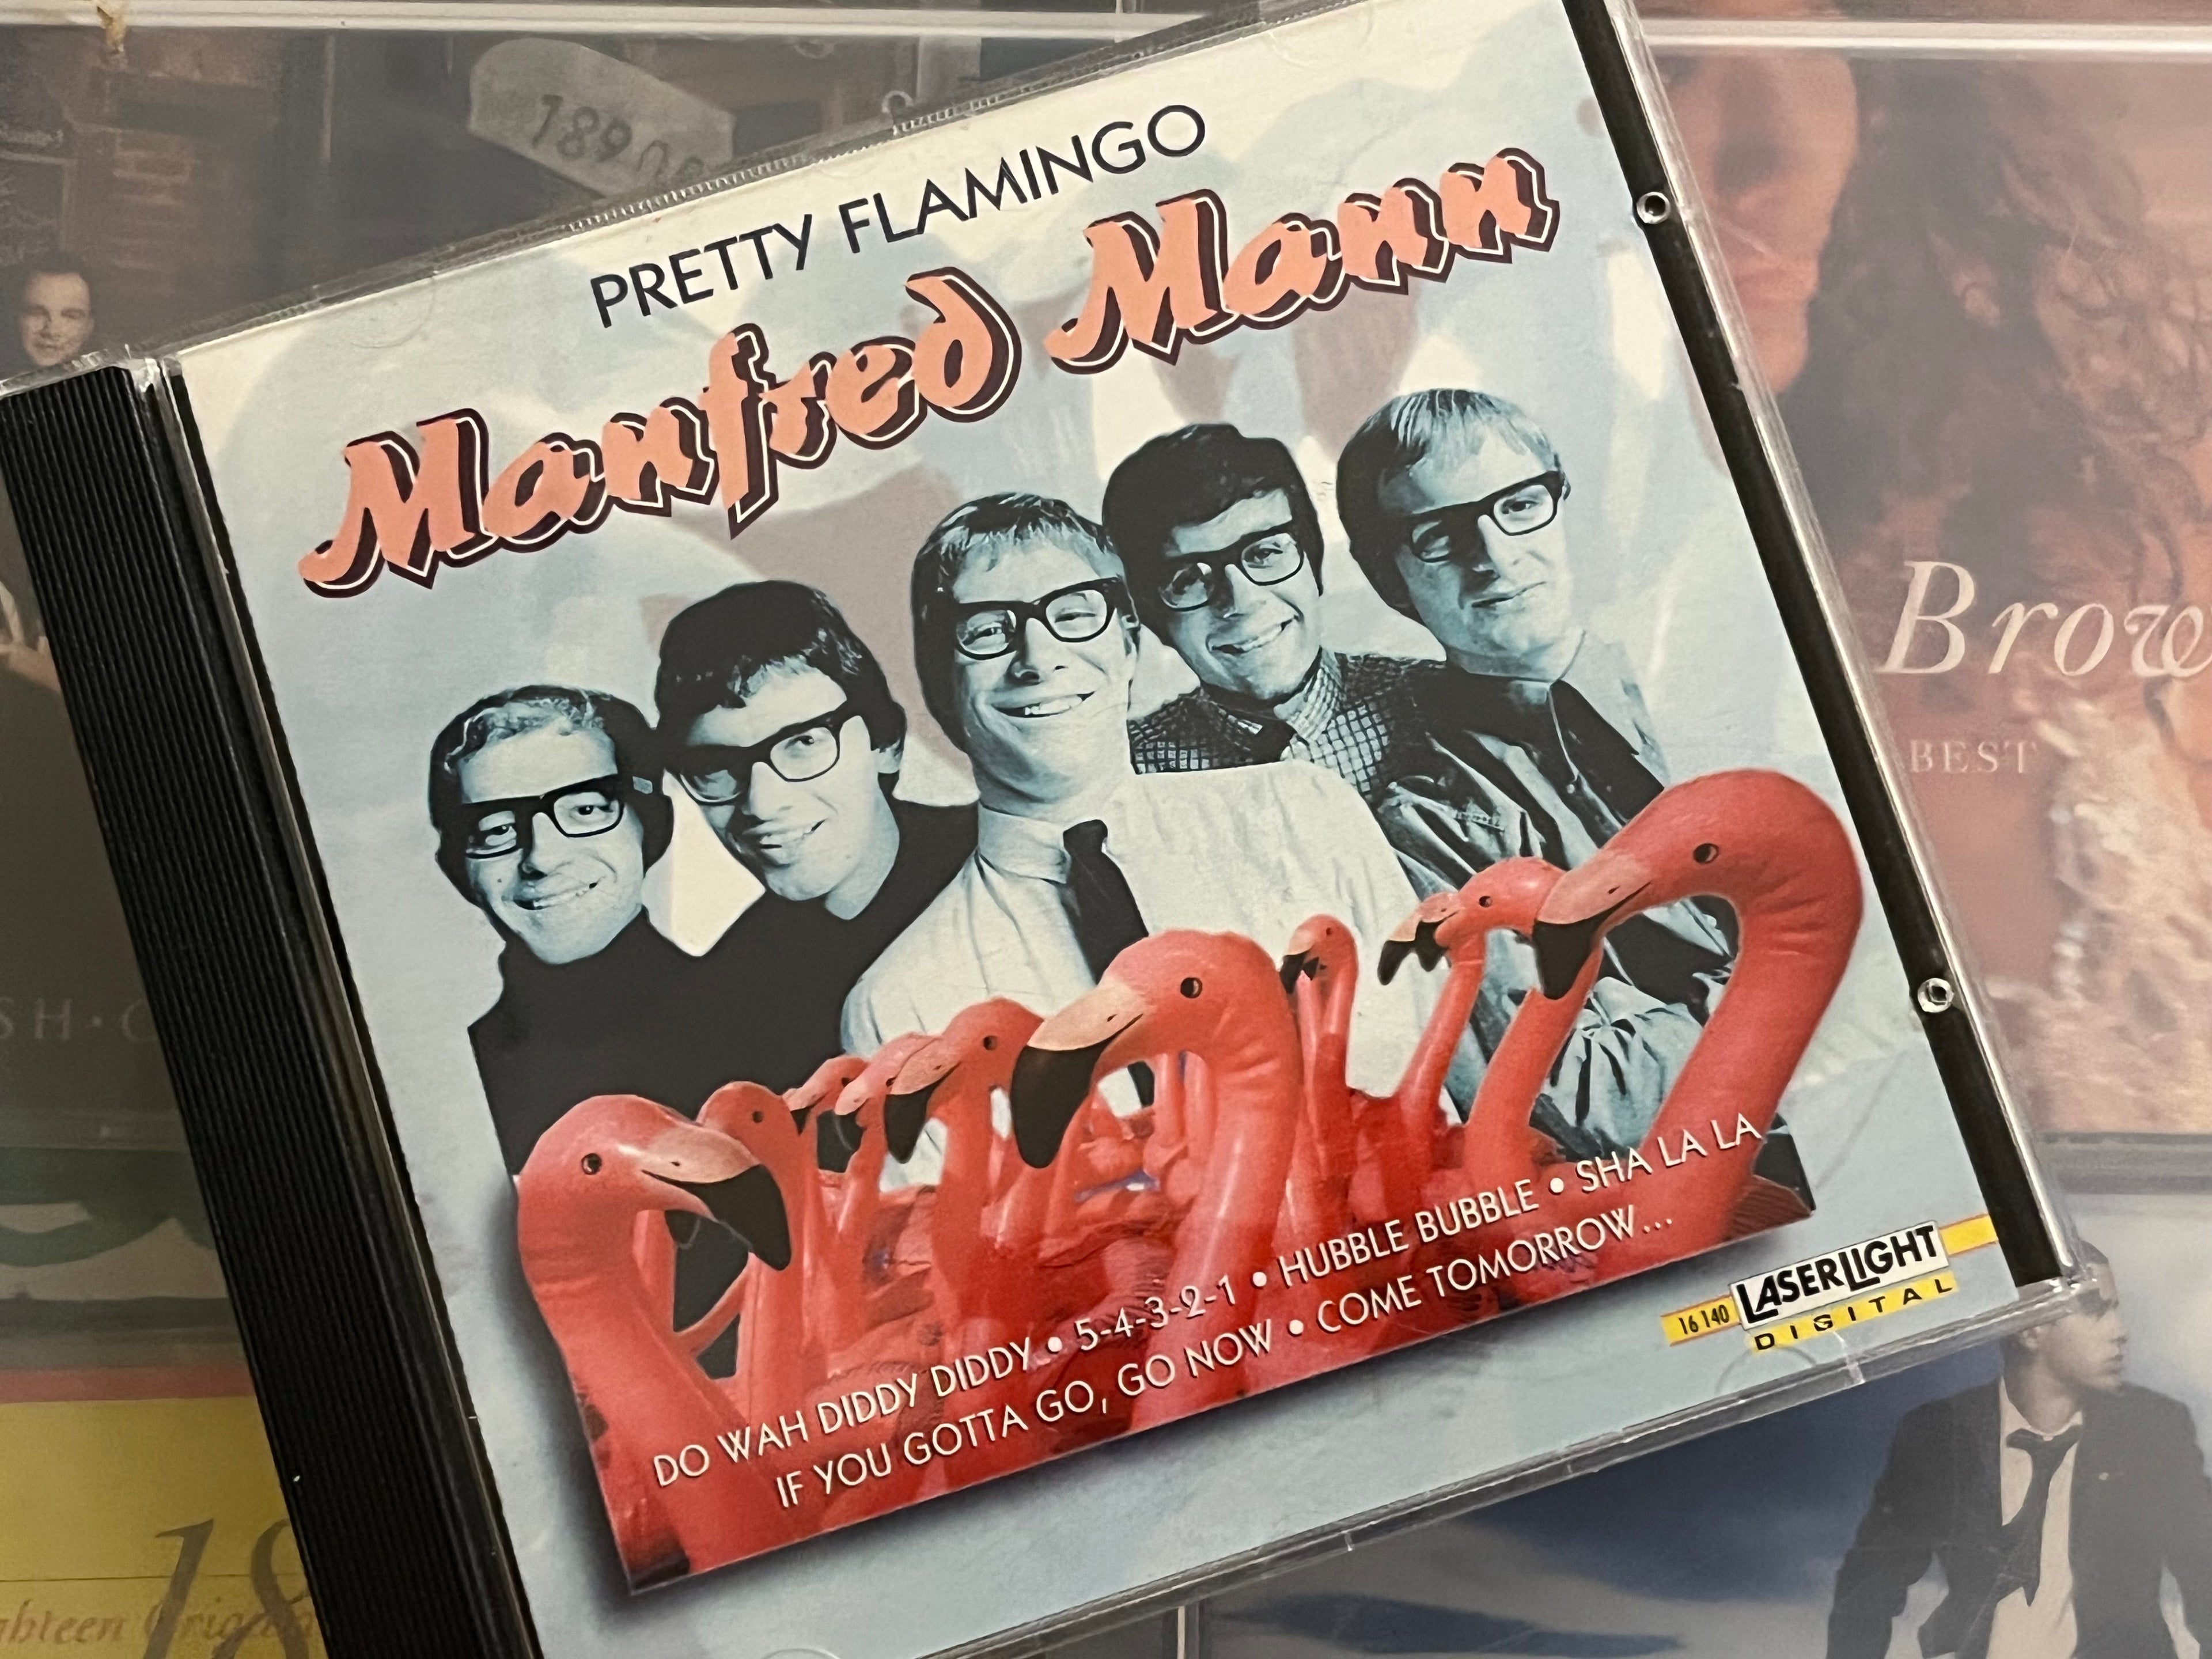 PRETTY FLAMINGO
Manfred Mann
DO WAH DIDDY DIDDY • 5-4-3-2-1 • HUBBLE BUBBLE • SHA LA LA
IF YOU GOTTA GO, GO NOW • COME TOMORROW...
16 140 LASERLIGHT
DIGITAL
BEST
18